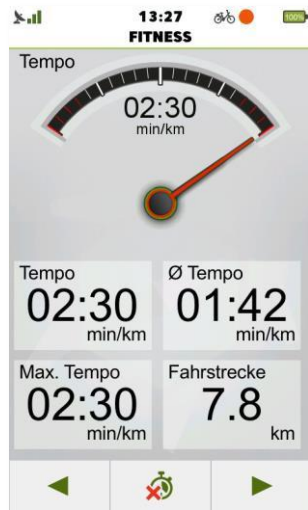 13:27
100%
FITNESS
Tempo
02:30
min/km
Tempo
02:30
min/km
Ø Tempo
01:42
min/km
Max. Tempo
02:30
min/km
Fahrstrecke
7.8
km